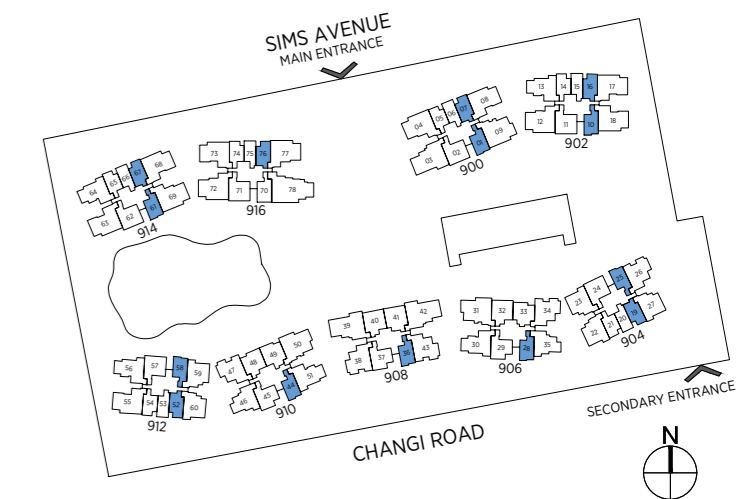 SIMS AVENUE
MAIN ENTRANCE
13 14 15 16 17
12 11 10 18
902
04 05 06 07 08
03 02 01 09
900
73 74 75 76 77
72 71 70 78
916
64 65 66 67 68
63 62 61 69
914
23 24 25 26
22 21 20 19 27
904
31 32 33 34
30 29 28 35
906
39 40 41 42
38 37 36 43
908
47 48 49 50
46 45 44 51
910
56 57 58 59
55 54 53 52 60
912
SECONDARY ENTRANCE
CHANGI ROAD
N